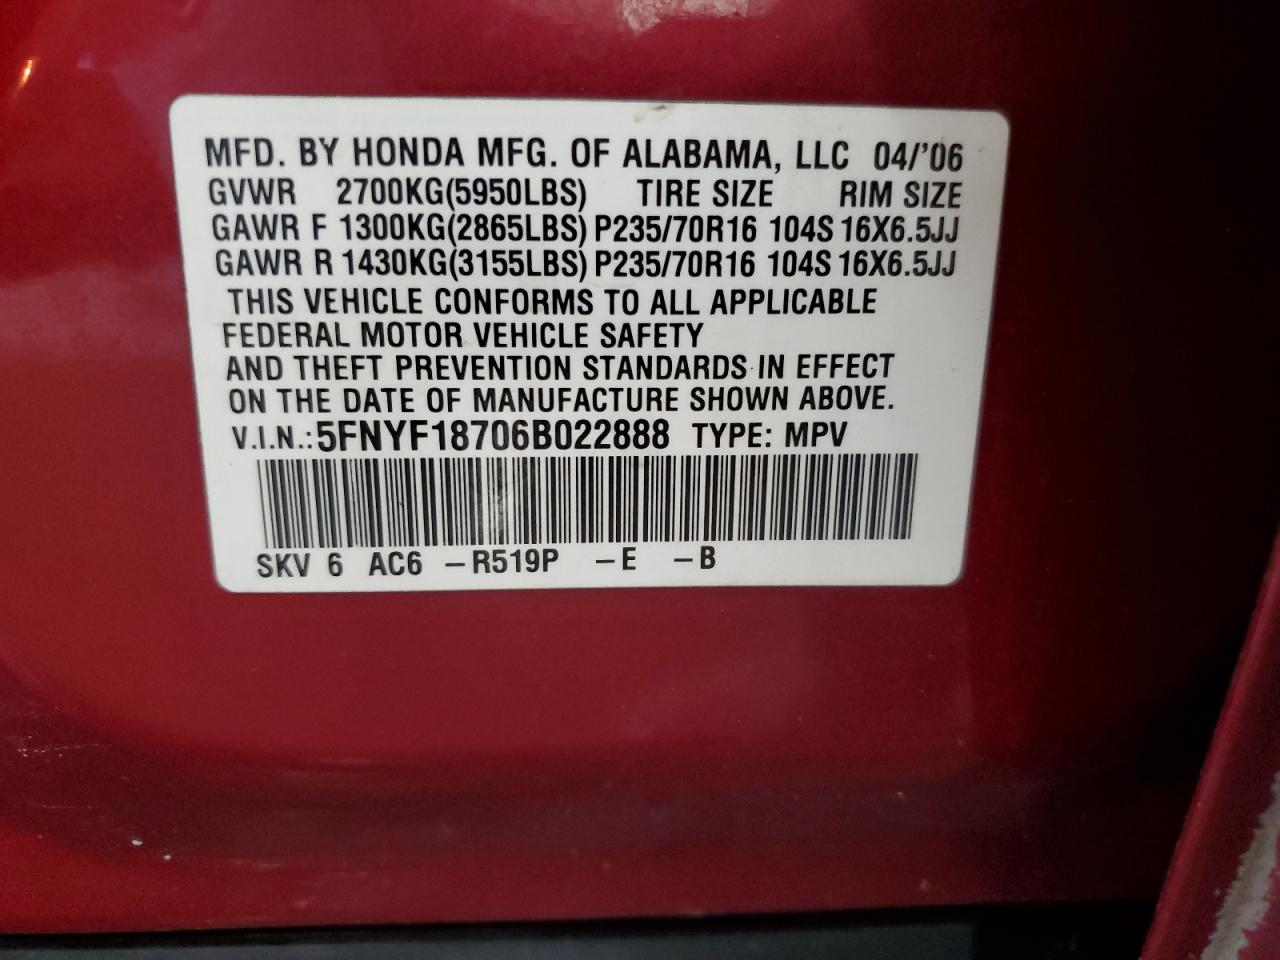 MFD. BY HONDA MFG. OF ALABAMA, LLC 04/'06
GVWR 2700KG(5950LBS) TIRE SIZE RIM SIZE
GAWR F 1300KG(2865LBS) P235/70R16 104S 16X6.5JJ
GAWR R 1430KG(3155LBS) P235/70R16 104S 16X6.5JJ
THIS VEHICLE CONFORMS TO ALL APPLICABLE
FEDERAL MOTOR VEHICLE SAFETY
AND THEFT PREVENTION STANDARDS IN EFFECT
ON THE DATE OF MANUFACTURE SHOWN ABOVE.
V.I.N.: 5FNYF18706B022888 TYPE: MPV
SKV 6 AC6 –R519P –E –B